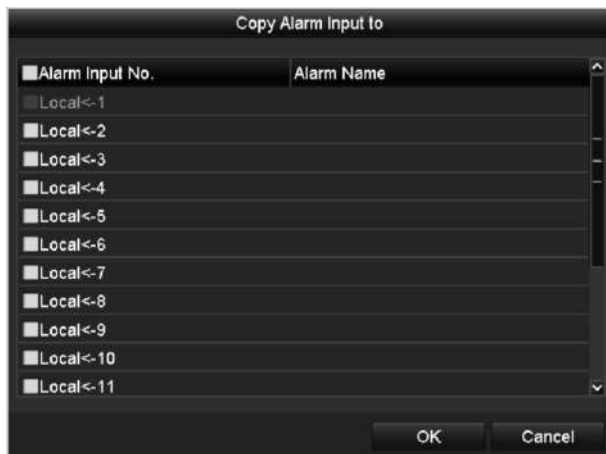 Copy Alarm Input to
Alarm Input No. Alarm Name
Local<-1
Local<-2
Local<-3
Local<-4
Local<-5
Local<-6
Local<-7
Local<-8
Local<-9
Local<-10
Local<-11
OK Cancel